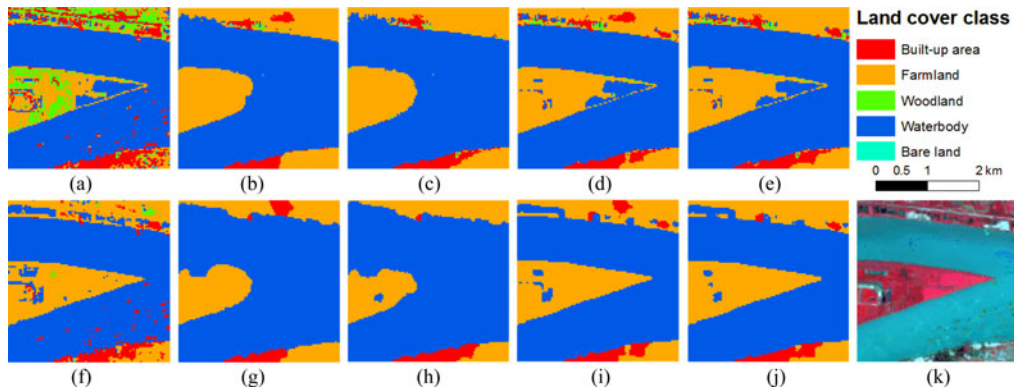 Land cover class
Built-up area
Farmland
Woodland
Waterbody
Bare land
0 0.5 1 2 km
(a) (b) (c) (d) (e)
(f) (g) (h) (i) (j) (k)